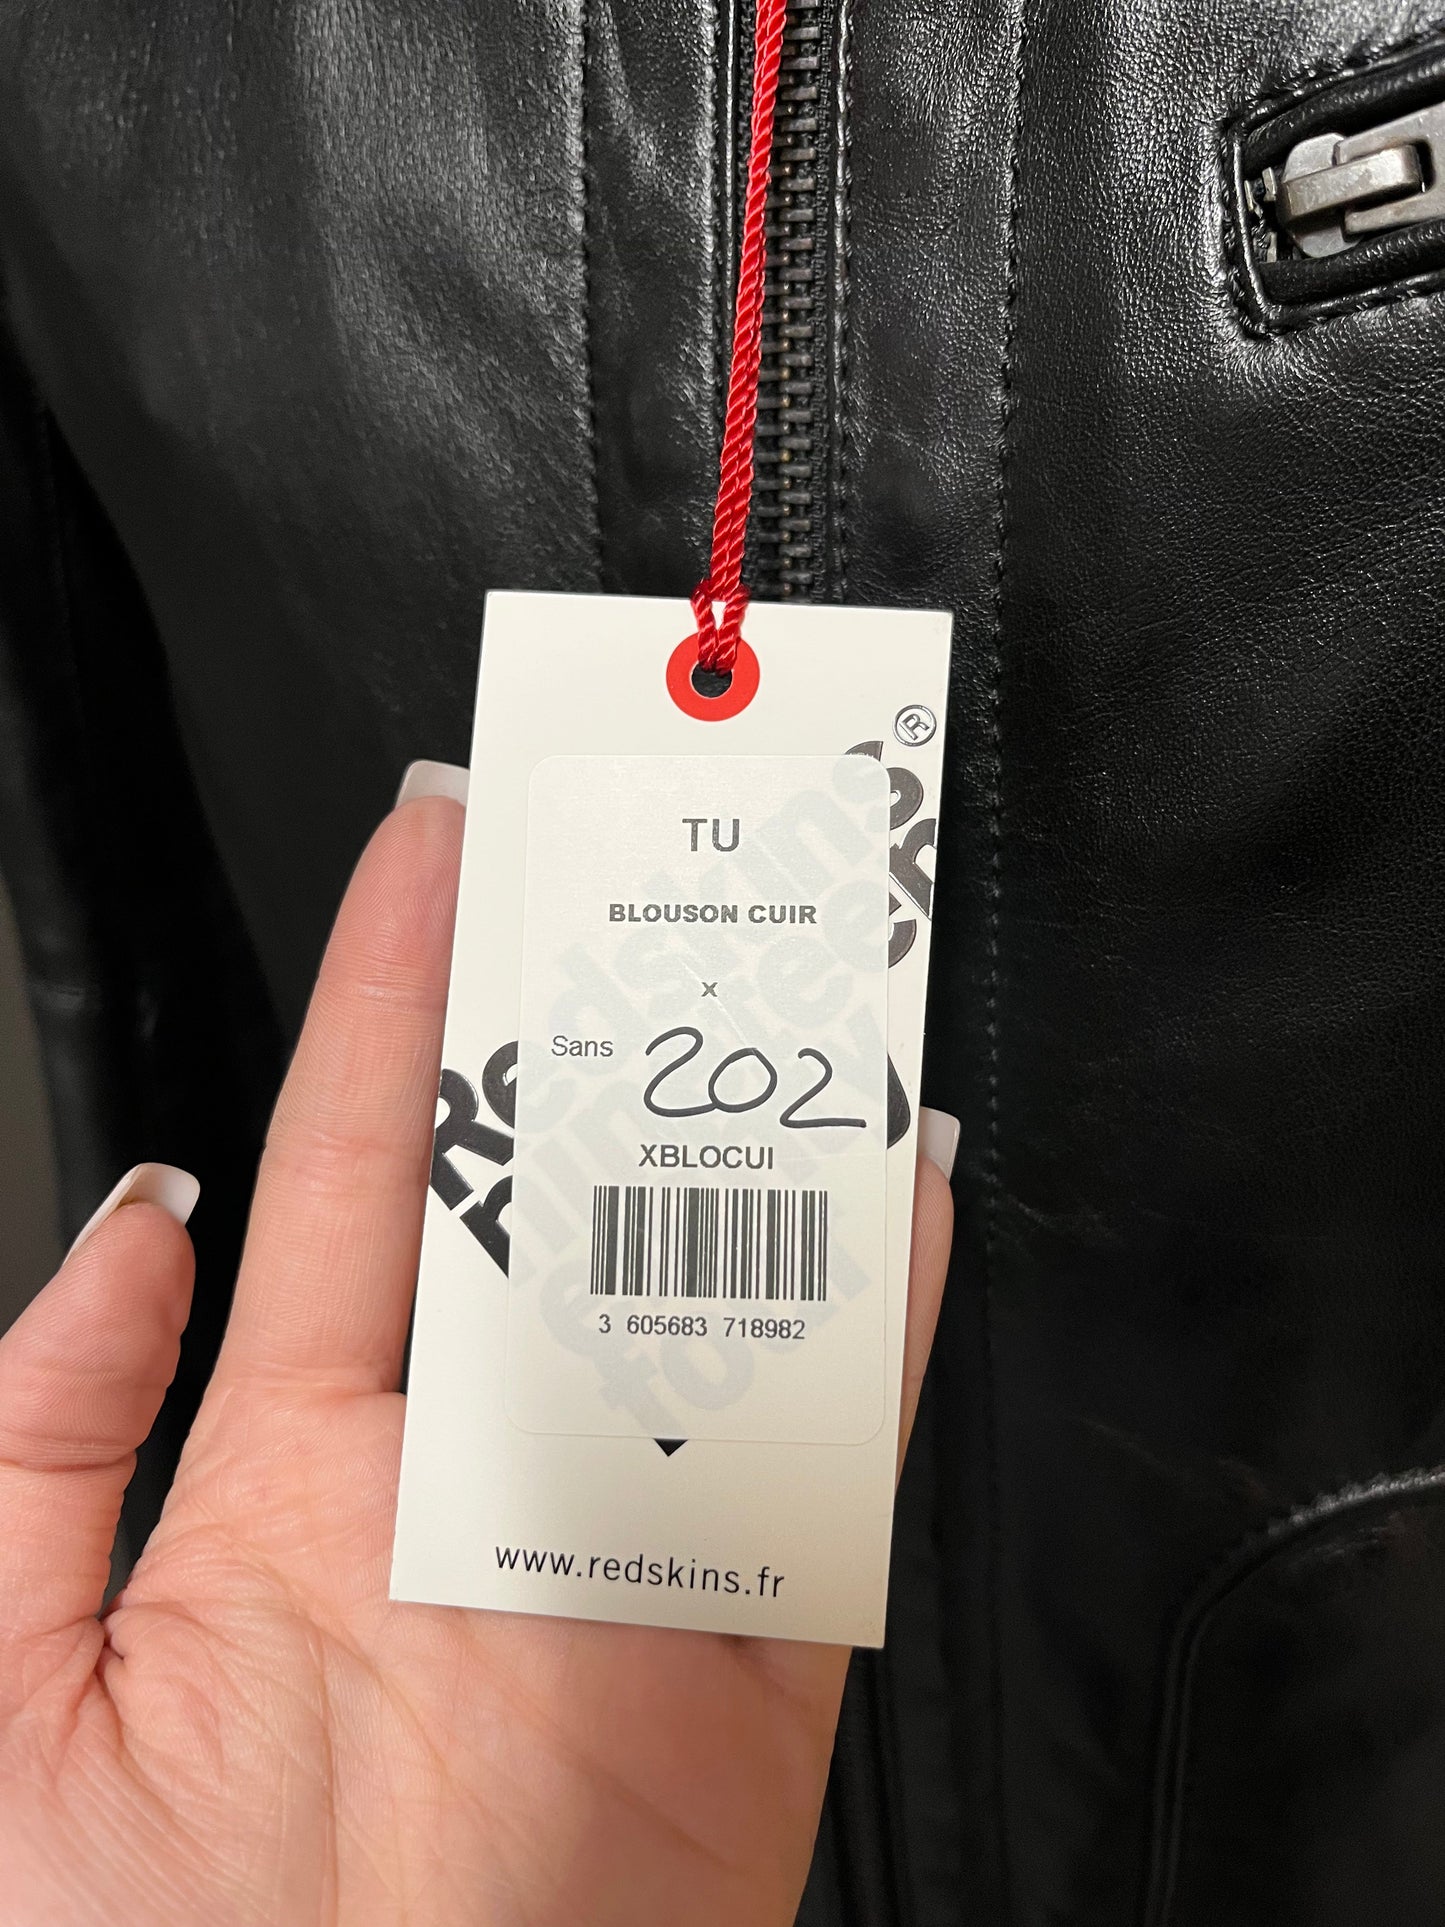 ®
TU
BLOUSON CUIR
x
Sans 202
XBLOCUI
3 605683 718982
www.redskins.fr